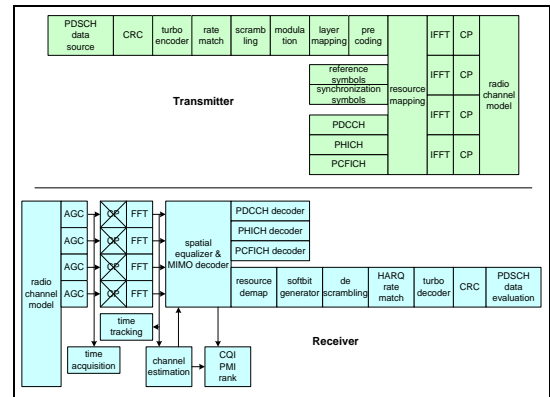 PDSCH
data
source
CRC
turbo
encoder
rate
match
scramb
ling
modula
tion
layer
mapping
pre
coding
reference
symbols
synchronization
symbols
PDCCH
PHICH
PCFICH
resource
mapping
IFFT
CP
IFFT
CP
IFFT
CP
IFFT
CP
radio
channel
model
Transmitter
radio
channel
model
AGC
CP
FFT
AGC
CP
FFT
AGC
CP
FFT
AGC
CP
FFT
spatial
equalizer &
MIMO decoder
PDCCH decoder
PHICH decoder
PCFICH decoder
resource
demap
softbit
generator
de
scrambling
HARQ
rate
match
turbo
decoder
CRC
PDSCH
data
evaluation
time
tracking
time
acquisition
channel
estimation
CQI
PMI
rank
Receiver